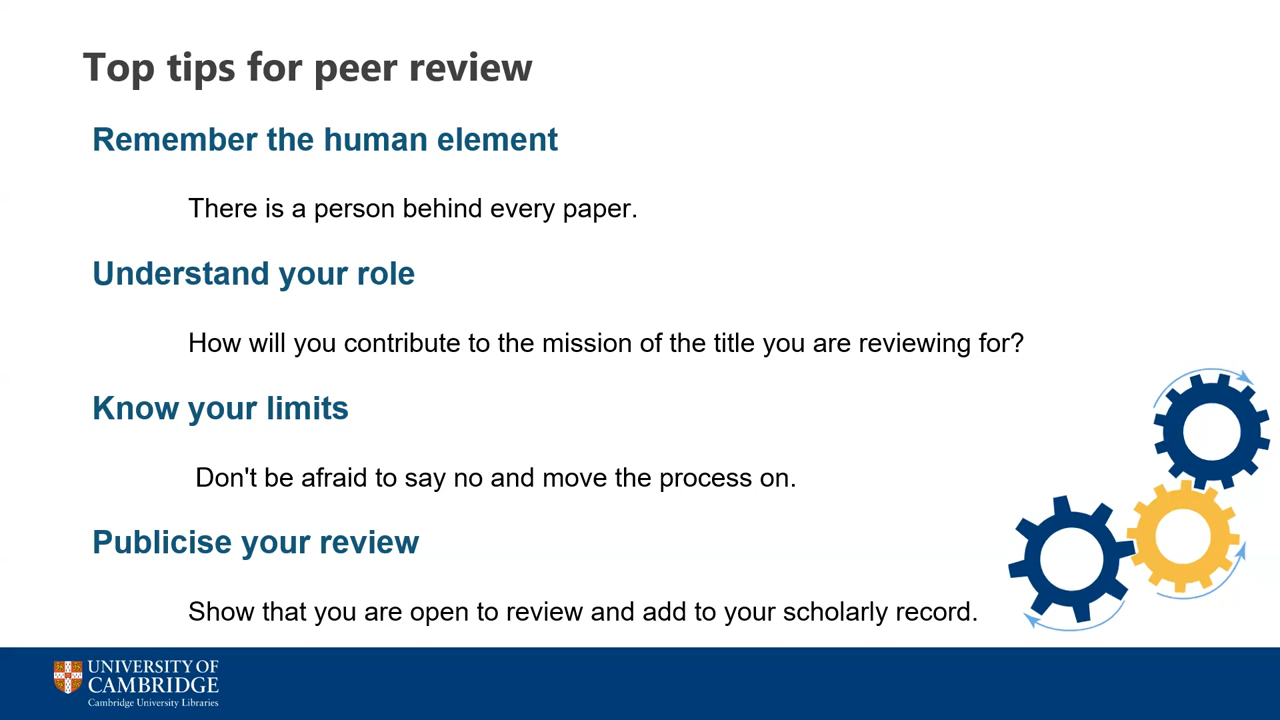 Top tips for peer review
Remember the human element
There is a person behind every paper.
Understand your role
How will you contribute to the mission of the title you are reviewing for?
Know your limits
Don't be afraid to say no and move the process on.
Publicise your review
Show that you are open to review and add to your scholarly record.
UNIVERSITY OF
CAMBRIDGE
Cambridge University Libraries